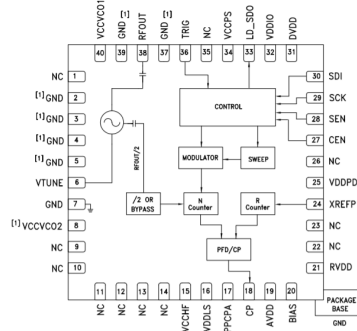 VCCVCO1
GND[1]
RFOUT
GND[1]
TRIG
NC
VCCPS
LD_SDO
VDDIO
DVDD
40
39
38
37
36
35
34
33
32
31
NC 1
[1]GND 2
[1]GND 3
[1]GND 4
[1]GND 5
VTUNE 6
GND 7
[1]VCCVCO2 8
NC 9
NC 10
30 SDI
29 SCK
28 SEN
27 CEN
26 NC
25 VDDPD
24 XREFP
23 NC
22 NC
21 RVDD
CONTROL
MODULATOR
SWEEP
RFOUT/2
/2 OR
BYPASS
N
Counter
R
Counter
PFD/CP
11
12
13
14
15
16
17
18
19
20
NC
NC
NC
NC
VCCHF
VDDLS
PPCPA
CP
AVDD
BIAS
PACKAGE
BASE
GND